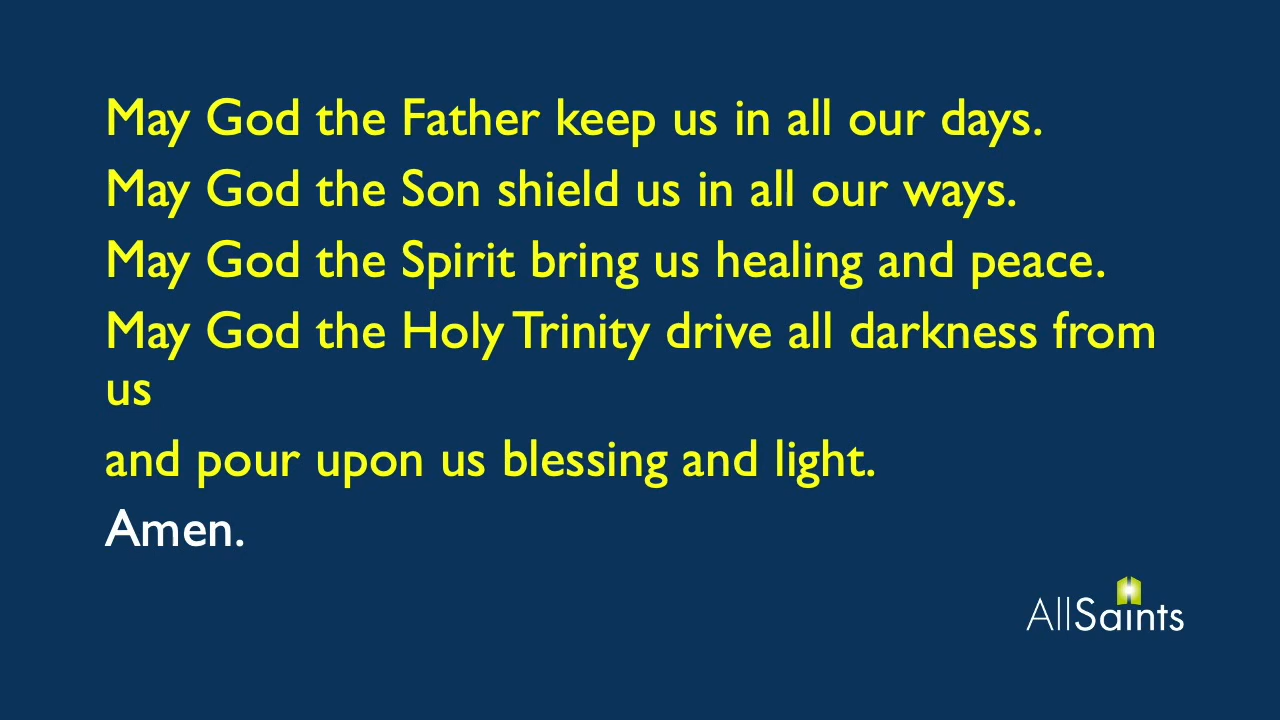 May God the Father keep us in all our days.
May God the Son shield us in all our ways.
May God the Spirit bring us healing and peace.
May God the Holy Trinity drive all darkness from
us
and pour upon us blessing and light.
Amen.
AllSaints